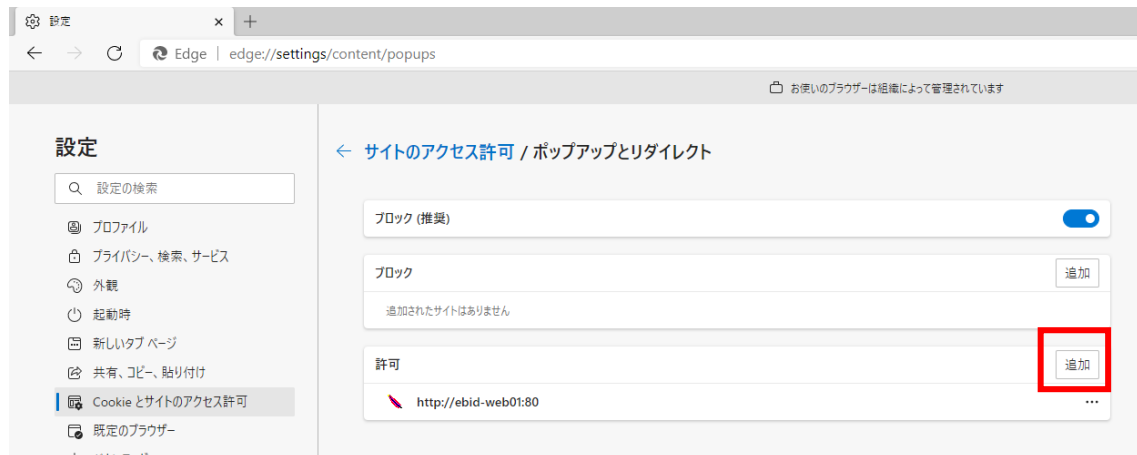 設定
Edge | edge://settings/content/popups
お使いのブラウザーは組織によって管理されています
設定
設定の検索
プロファイル
プライバシー、検索、サービス
外観
起動時
新しいタブ ページ
共有、コピー、貼り付け
Cookie とサイトのアクセス許可
既定のブラウザー
サイトのアクセス許可 / ポップアップとリダイレクト
ブロック (推奨)
ブロック
追加
追加されたサイトはありません
許可
追加
http://ebid-web01:80